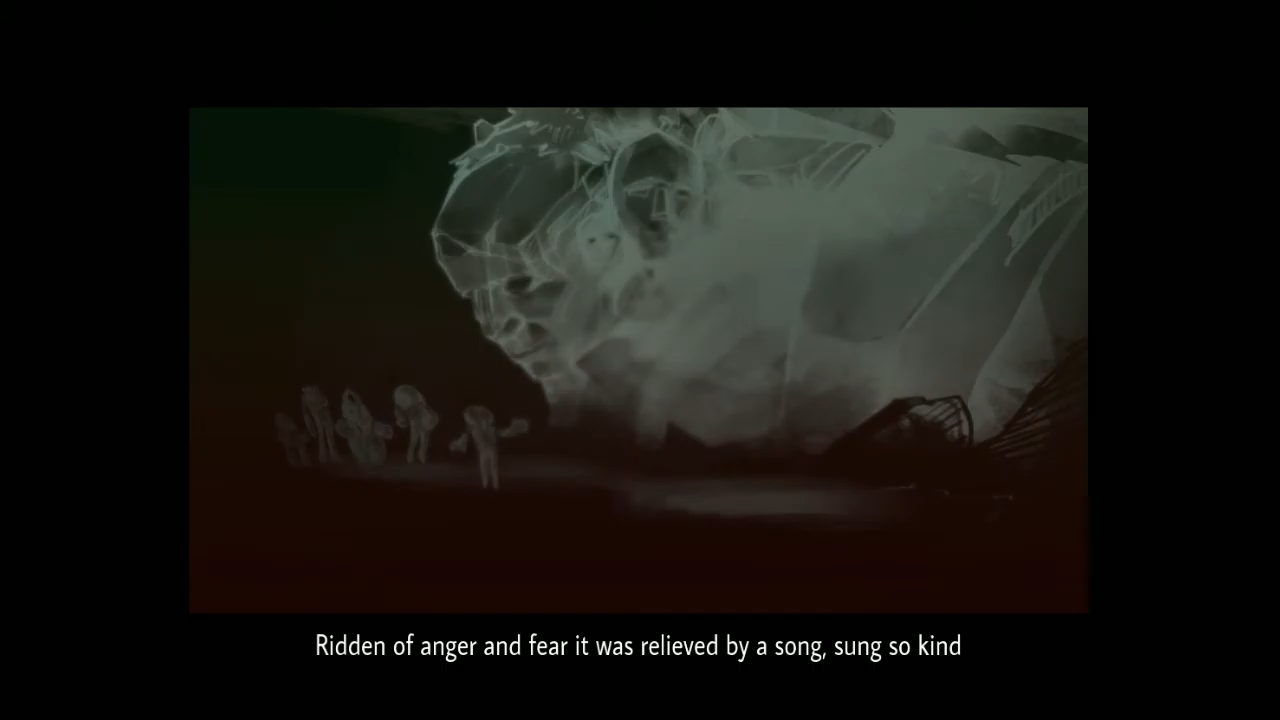 Ridden of anger and fear it was relieved by a song, sung so kind